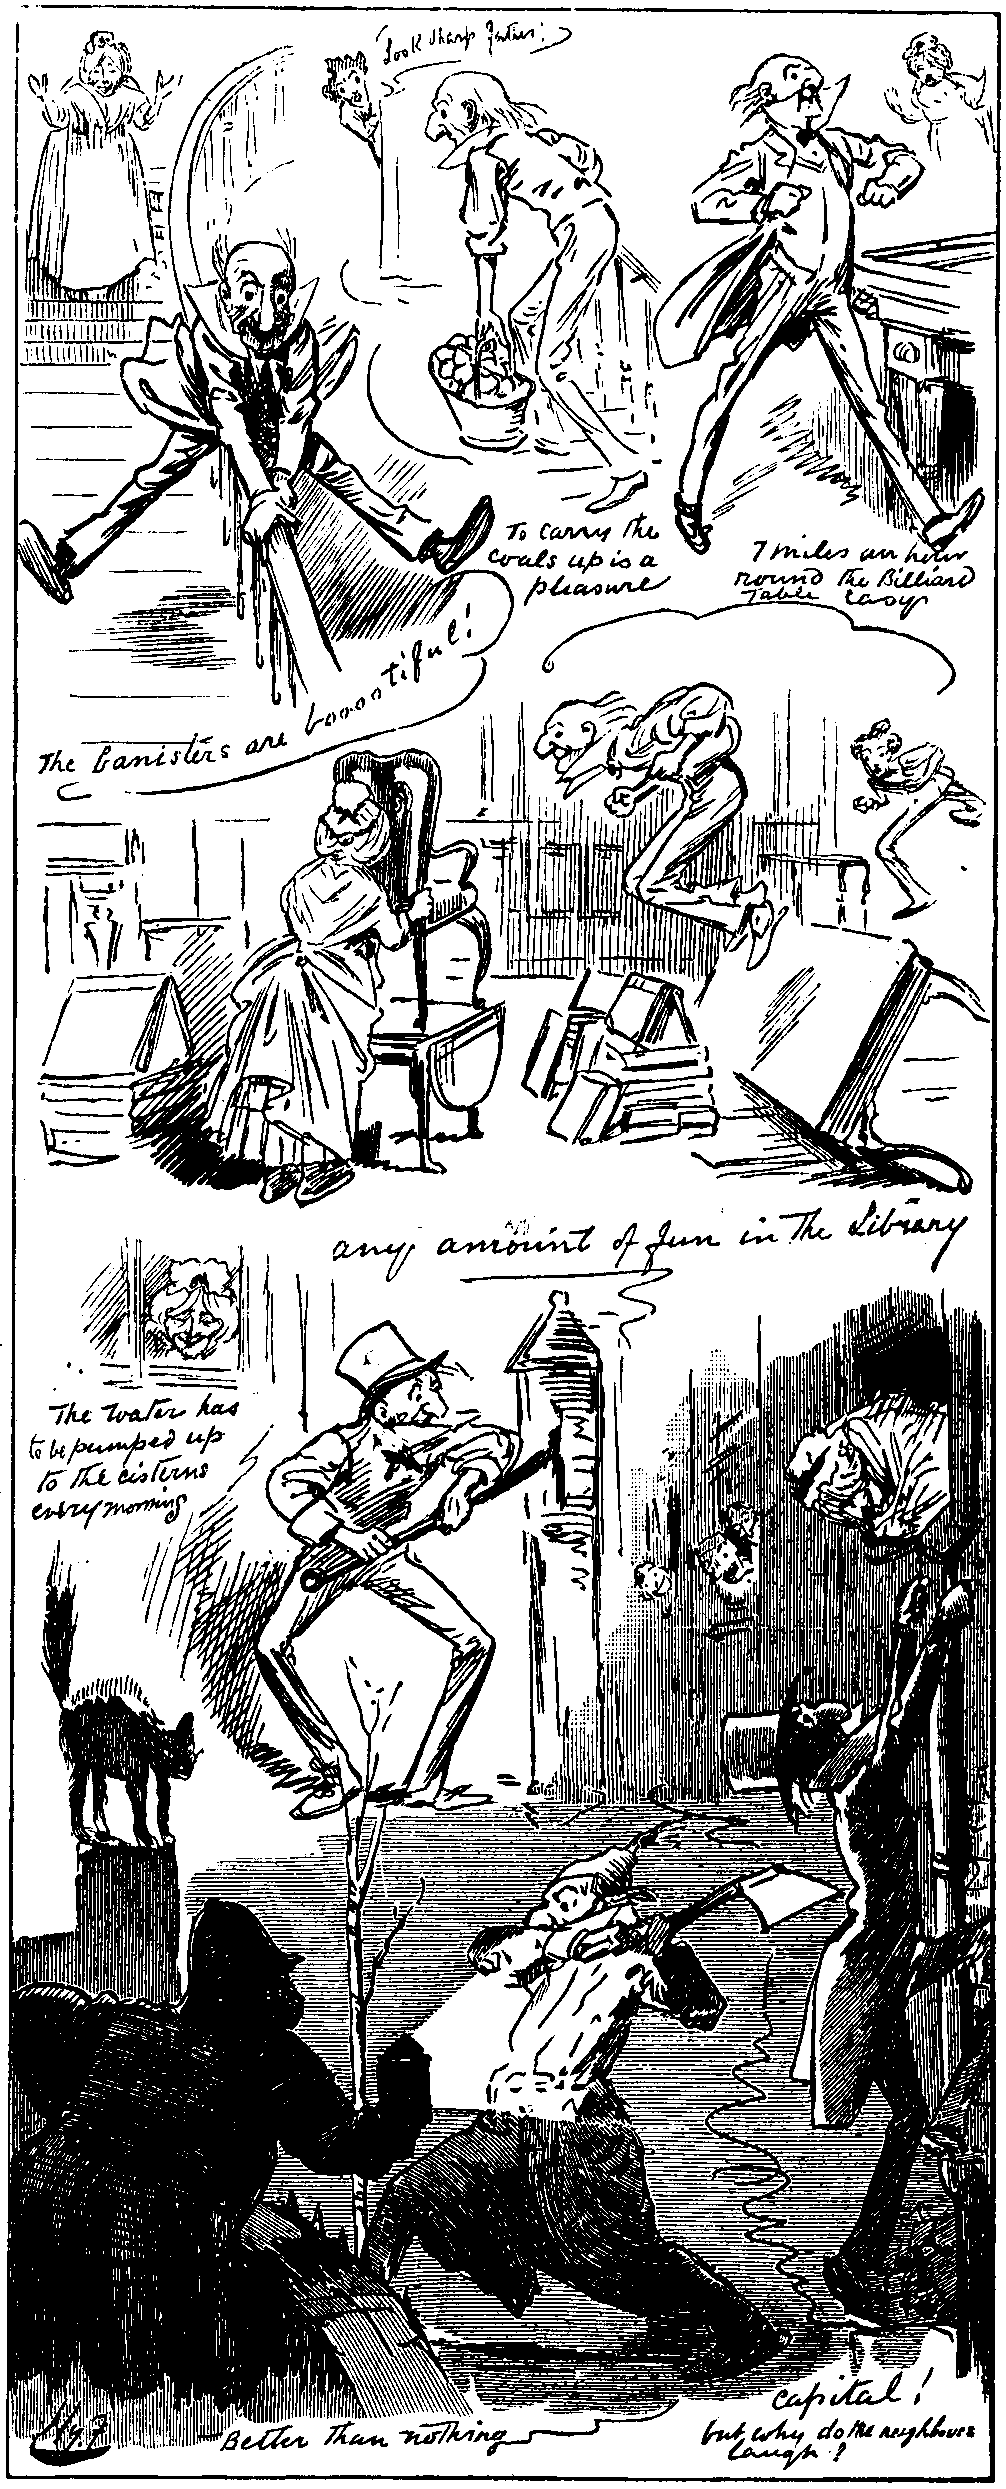 Look sharp father!
To carry the
coals up is a
pleasure
7 miles an hour
round the Billiard
Table easy
The banisters are booootiful!
any amount of fun in the Library
The water has
to be pumped up
to the cisterns
every morning
Better than nothing
capital!
but why do the neighbours
laugh?